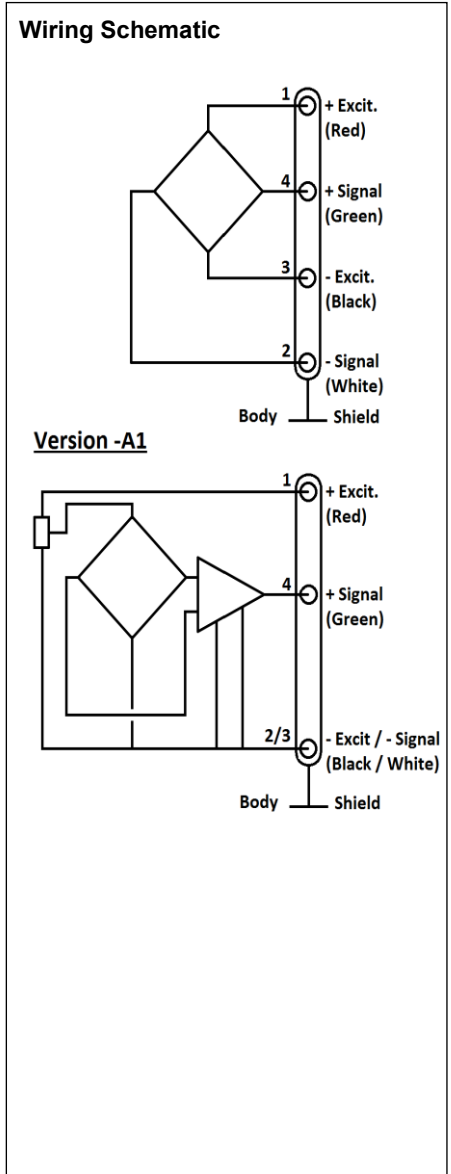 Wiring Schematic
1
+ Excit.
(Red)
4
+ Signal
(Green)
3
- Excit.
(Black)
2
- Signal
(White)
Body
Shield
Version -A1
1
+ Excit.
(Red)
4
+ Signal
(Green)
2/3
- Excit / - Signal
(Black / White)
Body
Shield